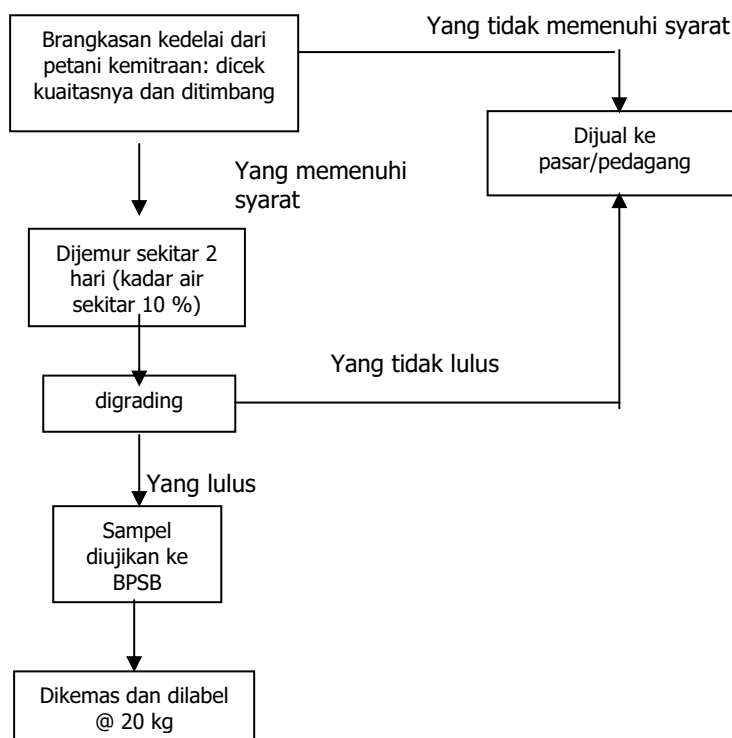 Yang tidak memenuhi syarat
Brangkasan kedelai dari
petani kemitraan: dicek
kuaitasnya dan ditimbang
Dijual ke
pasar/pedagang
Yang memenuhi
syarat
Dijemur sekitar 2
hari (kadar air
sekitar 10 %)
Yang tidak lulus
digrading
Yang lulus
Sampel
diujikan ke
BPSB
Dikemas dan dilabel
@ 20 kg